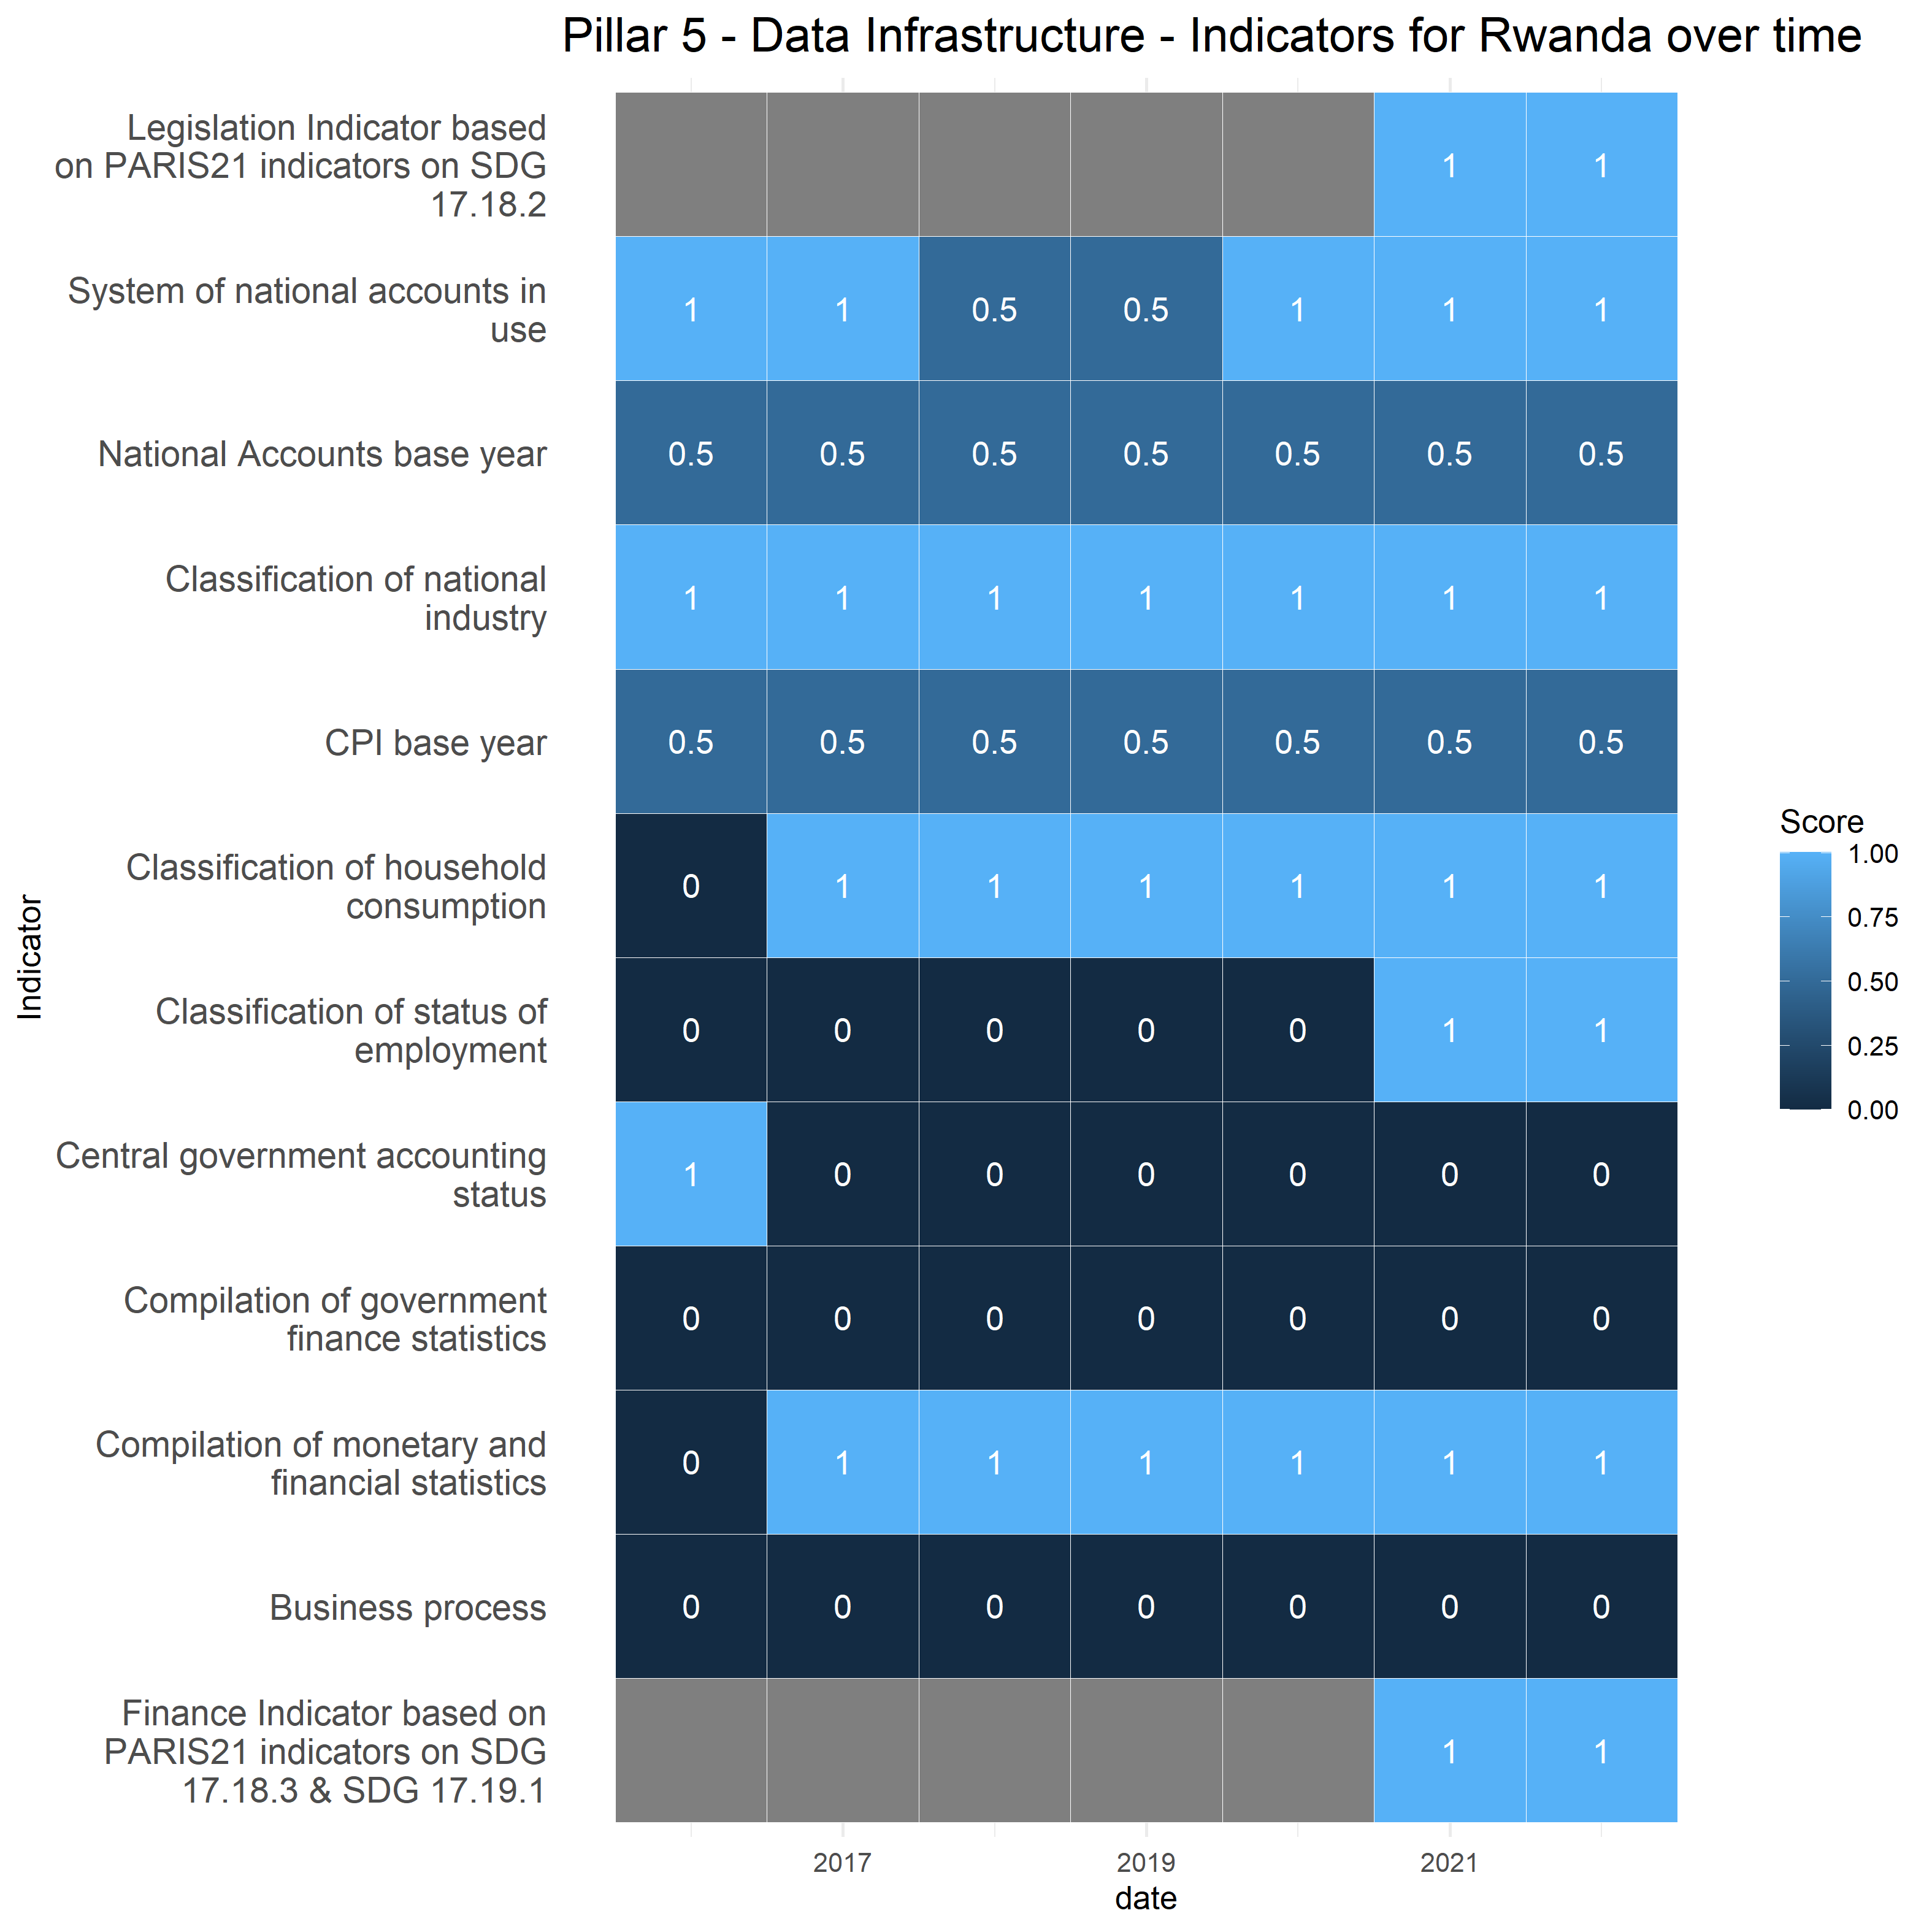 Pillar 5 - Data Infrastructure - Indicators for Rwanda over time
Indicator
Legislation Indicator based
on PARIS21 indicators on SDG
17.18.2
1 1
System of national accounts in
use
1 1 0.5 0.5 1 1 1
National Accounts base year
0.5 0.5 0.5 0.5 0.5 0.5 0.5
Classification of national
industry
1 1 1 1 1 1 1
CPI base year
0.5 0.5 0.5 0.5 0.5 0.5 0.5
Classification of household
consumption
0 1 1 1 1 1 1
Classification of status of
employment
0 0 0 0 0 1 1
Central government accounting
status
1 0 0 0 0 0 0
Compilation of government
finance statistics
0 0 0 0 0 0 0
Compilation of monetary and
financial statistics
0 1 1 1 1 1 1
Business process
0 0 0 0 0 0 0
Finance Indicator based on
PARIS21 indicators on SDG
17.18.3 & SDG 17.19.1
1 1
2017 2019 2021
date
Score
1.00
0.75
0.50
0.25
0.00